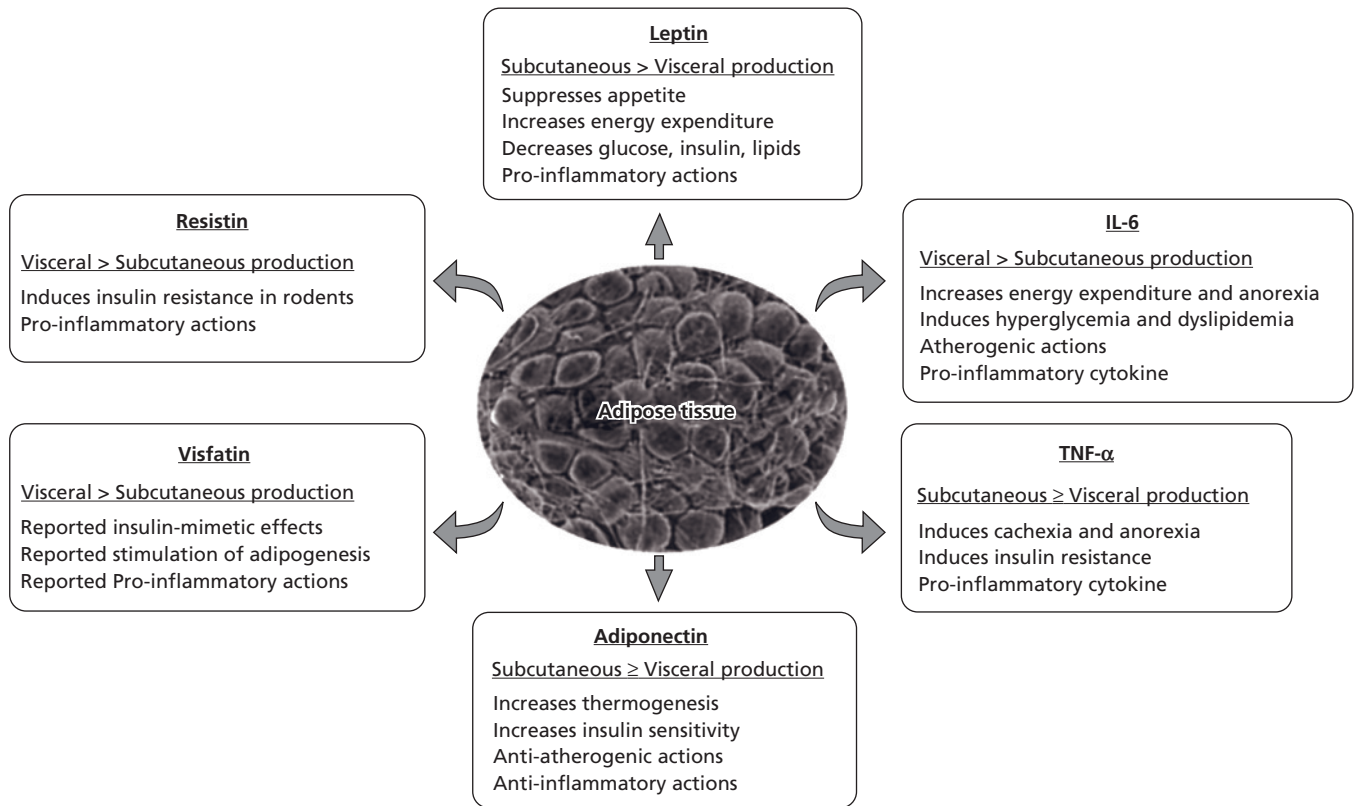 Leptin
Subcutaneous > Visceral production
Suppresses appetite
Increases energy expenditure
Decreases glucose, insulin, lipids
Pro-inflammatory actions
Resistin
Visceral > Subcutaneous production
Induces insulin resistance in rodents
Pro-inflammatory actions
IL-6
Visceral > Subcutaneous production
Increases energy expenditure and anorexia
Induces hyperglycemia and dyslipidemia
Atherogenic actions
Pro-inflammatory cytokine
Adipose tissue
Visfatin
Visceral > Subcutaneous production
Reported insulin-mimetic effects
Reported stimulation of adipogenesis
Reported Pro-inflammatory actions
TNF-α
Subcutaneous ≥ Visceral production
Induces cachexia and anorexia
Induces insulin resistance
Pro-inflammatory cytokine
Adiponectin
Subcutaneous ≥ Visceral production
Increases thermogenesis
Increases insulin sensitivity
Anti-atherogenic actions
Anti-inflammatory actions